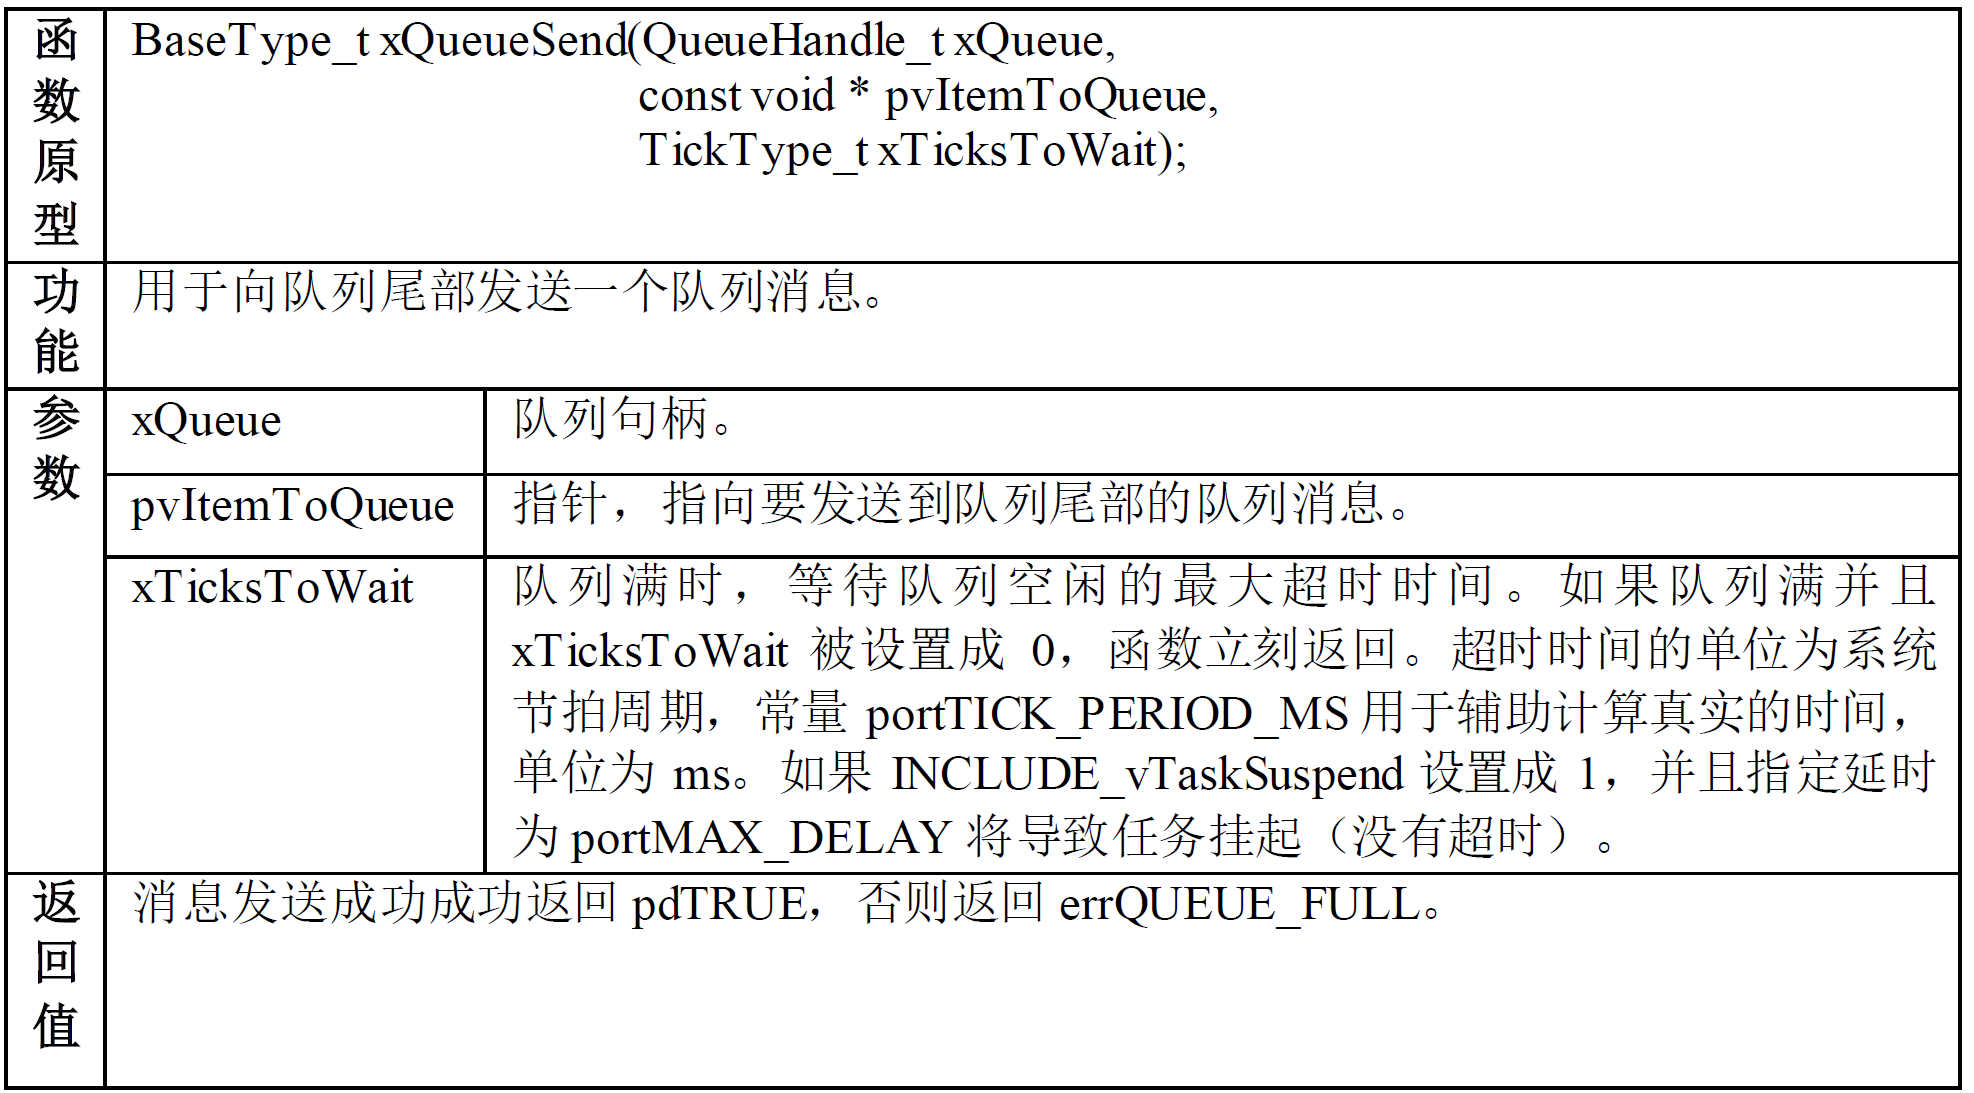 函数原型
BaseType_t xQueueSend(QueueHandle_t xQueue,
const void * pvItemToQueue,
TickType_t xTicksToWait);
功能
用于向队列尾部发送一个队列消息。
参数
xQueue
队列句柄。
pvItemToQueue
指针，指向要发送到队列尾部的队列消息。
xTicksToWait
队列满时，等待队列空闲的最大超时时间。如果队列满并且
xTicksToWait 被设置成 0，函数立刻返回。超时时间的单位为系统
节拍周期，常量 portTICK_PERIOD_MS 用于辅助计算真实的时间，
单位为 ms。如果 INCLUDE_vTaskSuspend 设置成 1，并且指定延时
为 portMAX_DELAY 将导致任务挂起（没有超时）。
返回值
消息发送成功成功返回 pdTRUE，否则返回 errQUEUE_FULL。